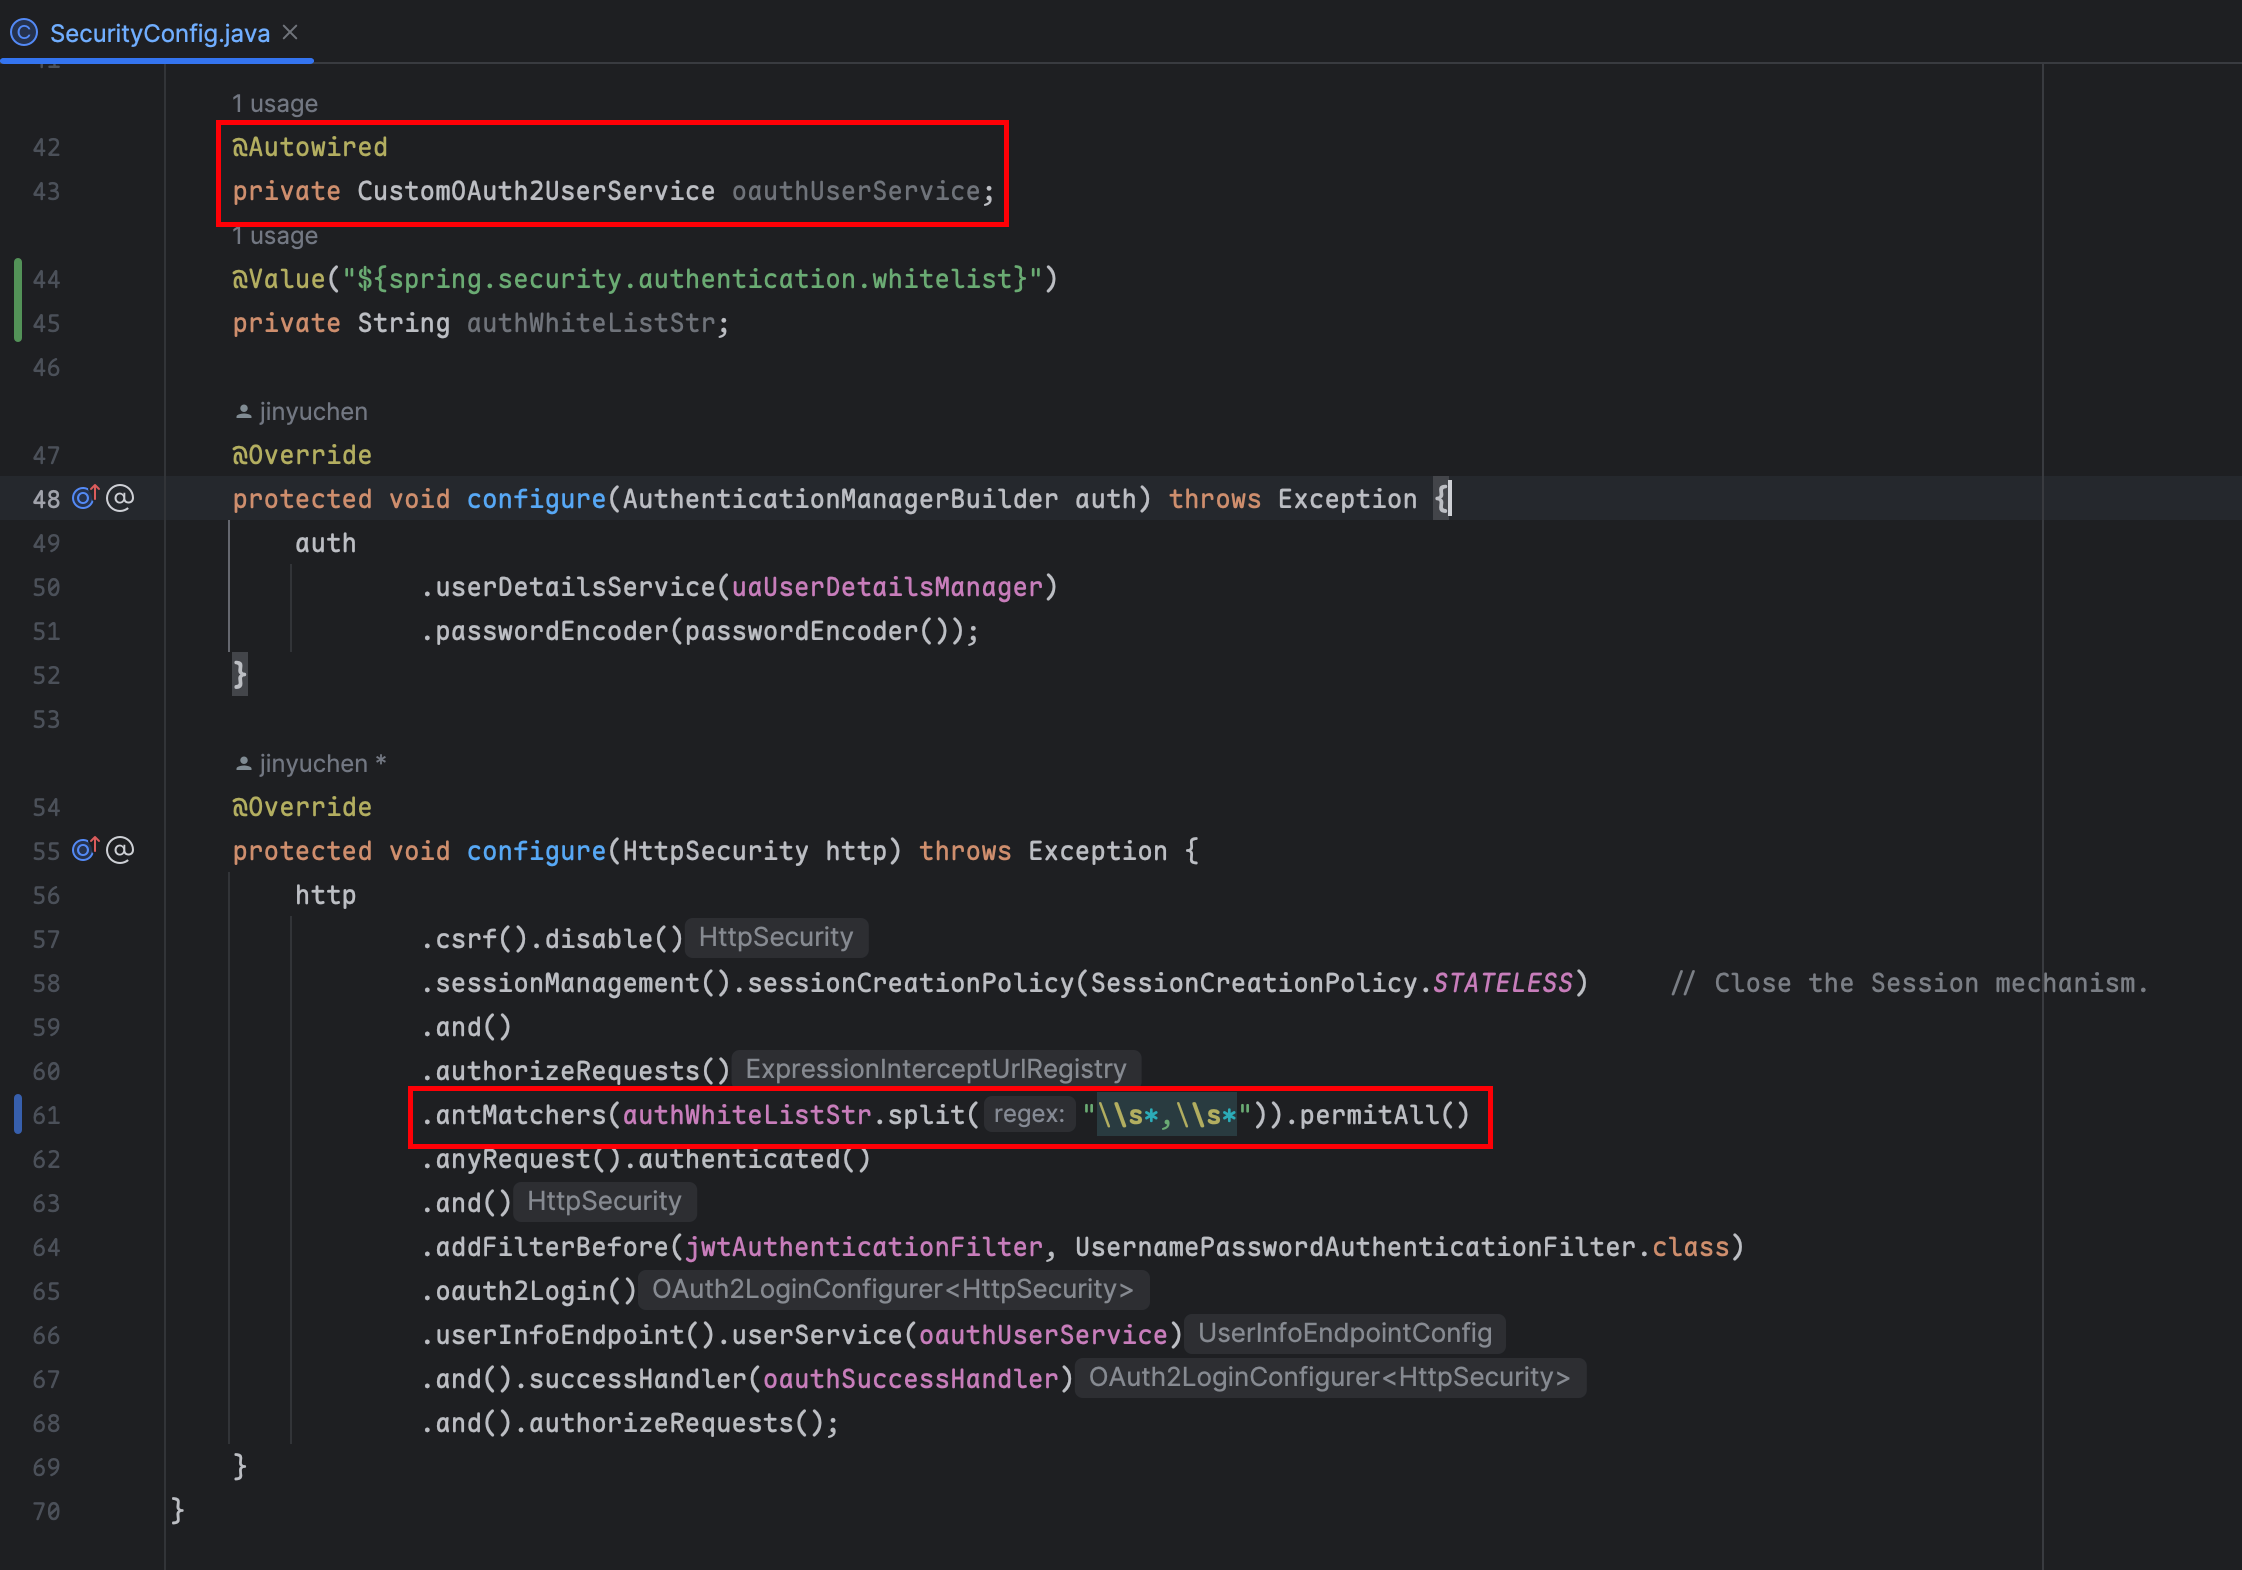 SecurityConfig.java
1 usage
42 @Autowired
43 private CustomOAuth2UserService oauthUserService;
1 usage
44 @Value("${spring.security.authentication.whitelist}")
45 private String authWhiteListStr;
46
jinyuchen
47 @Override
48 protected void configure(AuthenticationManagerBuilder auth) throws Exception {
49 auth
50 .userDetailsService(uaUserDetailsManager)
51 .passwordEncoder(passwordEncoder());
52 }
53
jinyuchen *
54 @Override
55 protected void configure(HttpSecurity http) throws Exception {
56 http
57 .csrf().disable() HttpSecurity
58 .sessionManagement().sessionCreationPolicy(SessionCreationPolicy.STATELESS) // Close the Session mechanism.
59 .and()
60 .authorizeRequests() ExpressionInterceptUrlRegistry
61 .antMatchers(authWhiteListStr.split( regex: "\\s*,\\s*")).permitAll()
62 .anyRequest().authenticated()
63 .and() HttpSecurity
64 .addFilterBefore(jwtAuthenticationFilter, UsernamePasswordAuthenticationFilter.class)
65 .oauth2Login() OAuth2LoginConfigurer<HttpSecurity>
66 .userInfoEndpoint().userService(oauthUserService) UserInfoEndpointConfig
67 .and().successHandler(oauthSuccessHandler) OAuth2LoginConfigurer<HttpSecurity>
68 .and().authorizeRequests();
69 }
70 }